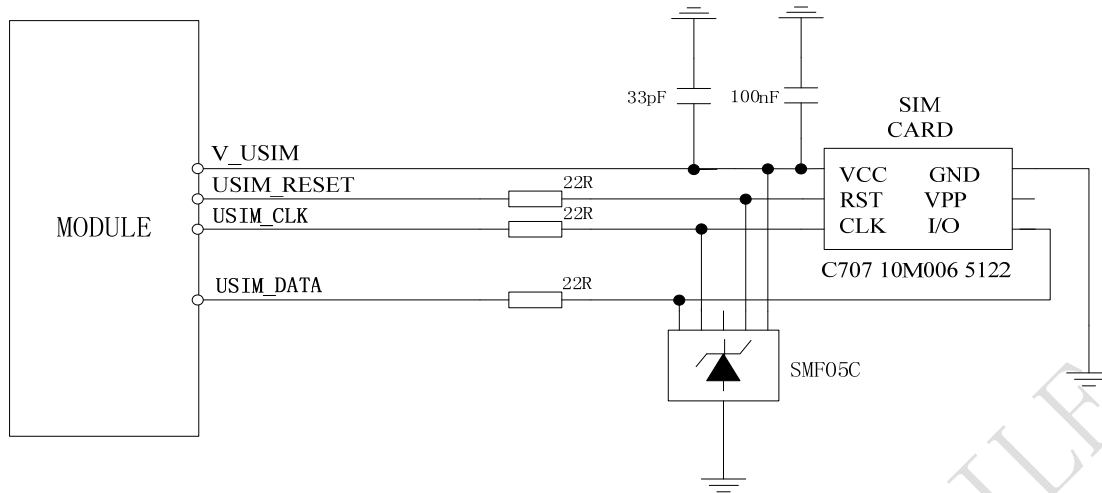 33pF
100nF
SIM
CARD
V_USIM
USIM_RESET
22R
USIM_CLK
22R
USIM_DATA
22R
MODULE
VCC GND
RST VPP
CLK I/O
C707 10M006 5122
SMF05C